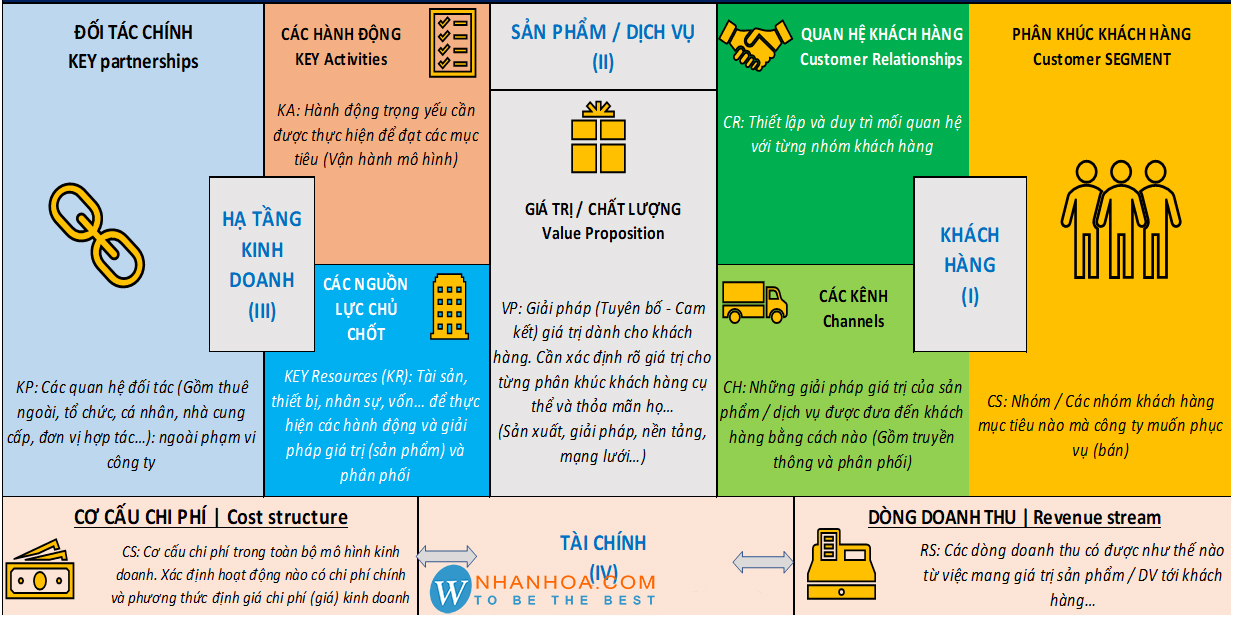 ĐỐI TÁC CHÍNH
KEY partnerships
KP: Các quan hệ đối tác (Gồm thuê
ngoài, tổ chức, cá nhân, nhà cung
cấp, đơn vị hợp tác...): ngoài phạm vi
công ty
HẠ TẦNG
KINH
DOANH
(III)
CÁC HÀNH ĐỘNG
KEY Activities
KA: Hành động trọng yếu cần
được thực hiện để đạt các mục
tiêu (Vận hành mô hình)
CÁC NGUỒN
LỰC CHỦ
CHỐT
KEY Resources (KR): Tài sản,
thiết bị, nhân sự, vốn... để thực
hiện các hành động và giải
pháp giá trị (sản phẩm) và
phân phối
SẢN PHẨM / DỊCH VỤ
(II)
GIÁ TRỊ / CHẤT LƯỢNG
Value Proposition
VP: Giải pháp (Tuyên bố - Cam
kết) giá trị dành cho khách
hàng. Cần xác định rõ giá trị cho
từng phân khúc khách hàng cụ
thể và thỏa mãn họ...
(Sản xuất, giải pháp, nền tảng,
mạng lưới...)
QUAN HỆ KHÁCH HÀNG
Customer Relationships
CR: Thiết lập và duy trì mối quan hệ
với từng nhóm khách hàng
CÁC KÊNH
Channels
CH: Những giải pháp giá trị của sản
phẩm / dịch vụ được đưa đến khách
hàng bằng cách nào (Gồm truyền
thông và phân phối)
KHÁCH
HÀNG
(I)
PHÂN KHÚC KHÁCH HÀNG
Customer SEGMENT
CS: Nhóm / Các nhóm khách hàng
mục tiêu nào mà công ty muốn phục
vụ (bán)
CƠ CẤU CHI PHÍ | Cost structure
CS: Cơ cấu chi phí trong toàn bộ mô hình kinh
doanh. Xác định hoạt động nào có chi phí chính
và phương thức định giá chi phí (giá) kinh doanh
TÀI CHÍNH
(IV)
W NHANHOA.COM
TO BE THE BEST
DÒNG DOANH THU | Revenue stream
RS: Các dòng doanh thu có được như thế nào
từ việc mang giá trị sản phẩm / DV tới khách
hàng...